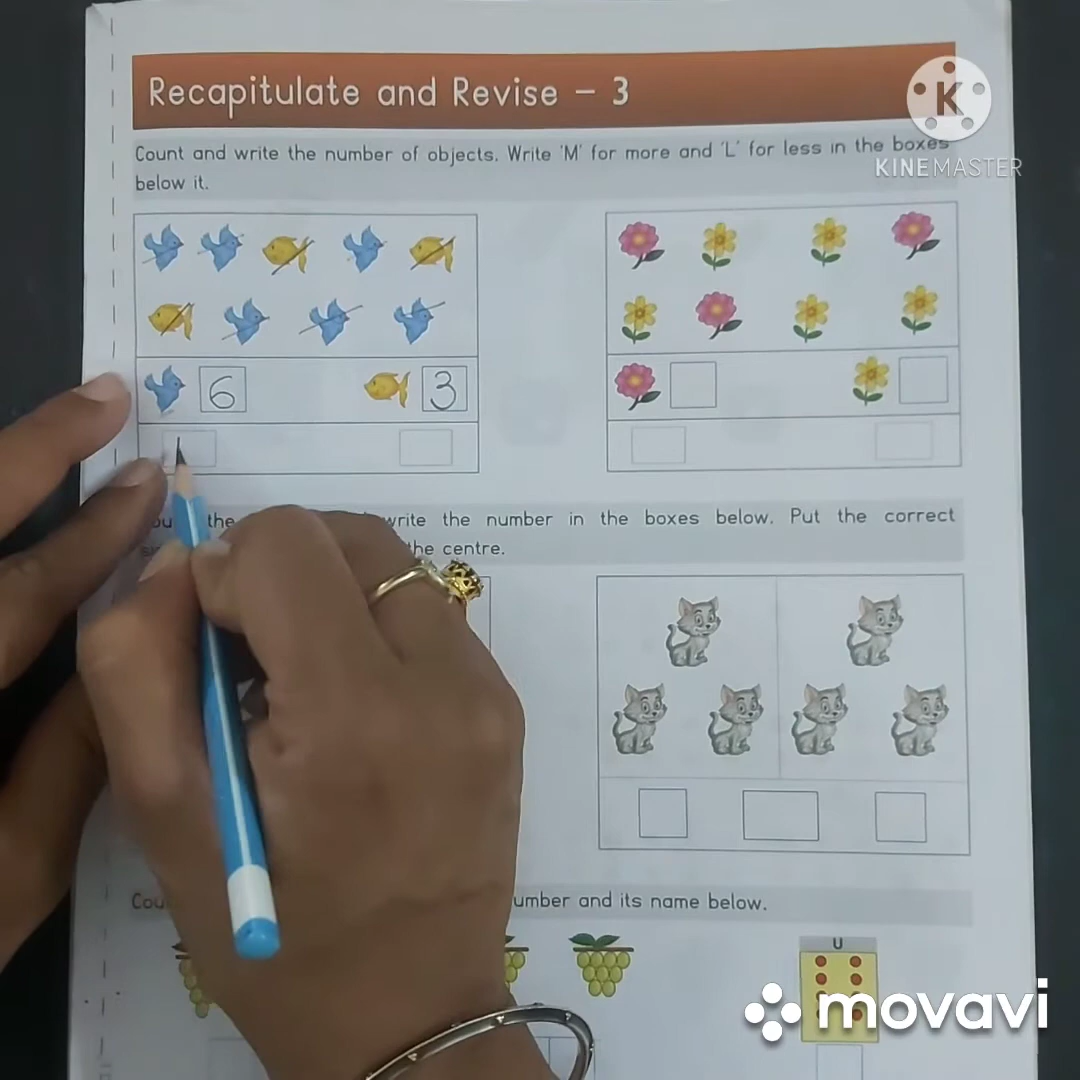 Recapitulate and Revise – 3
K
KINEMASTER
Count and write the number of objects. Write 'M' for more and 'L' for less in the boxes
below it.
6 3
the write the number in the boxes below. Put the correct
the centre.
umber and its name below.
U
movavi